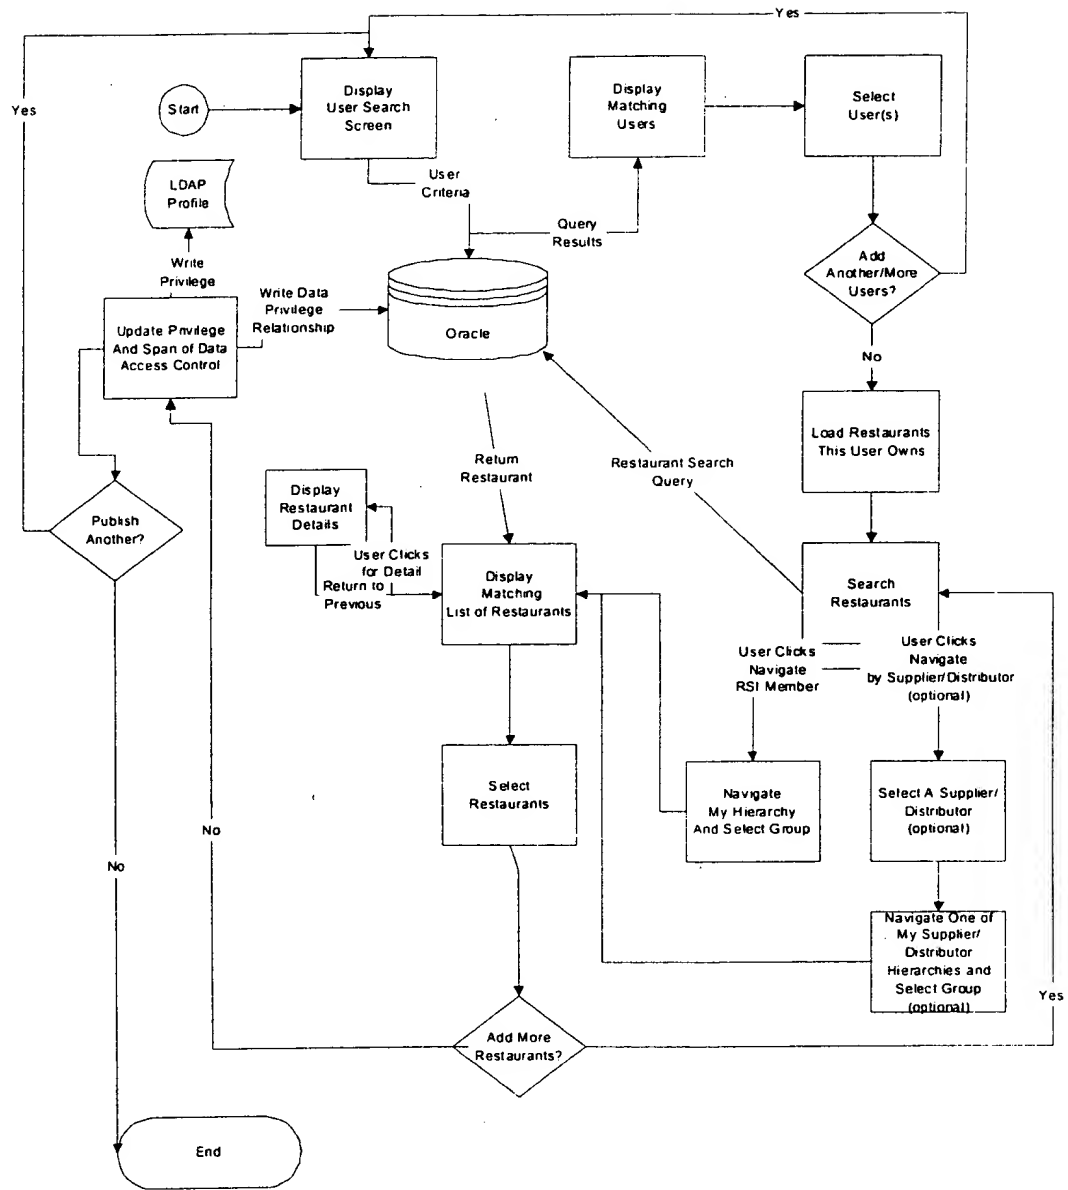 Yes
Yes
Start
Display
User Search
Screen
Display
Matching
Users
Select
User(s)
LDAP
Profile
User
Criteria
Query
Results
Write
Privilege
Write Data
Privilege
Relationship
Oracle
Add
Another/More
Users?
Update Privilege
And Span of Data
Access Control
No
Load Restaurants
This User Owns
Return
Restaurant
Restaurant Search
Query
Display
Restaurant
Details
Publish
Another?
User Clicks
for Detail
Return to
Previous
Display
Matching
List of Restaurants
Search
Restaurants
User Clicks
Navigate
RSI Member
User Clicks
Navigate
by Supplier/Distributor
(optional)
Select
Restaurants
Navigate
My Hierarchy
And Select Group
Select A Supplier/
Distributor
(optional)
No
No
Navigate One of
My Supplier/
Distributor
Hierarchies and
Select Group
(optional)
Yes
Add More
Restaurants?
End